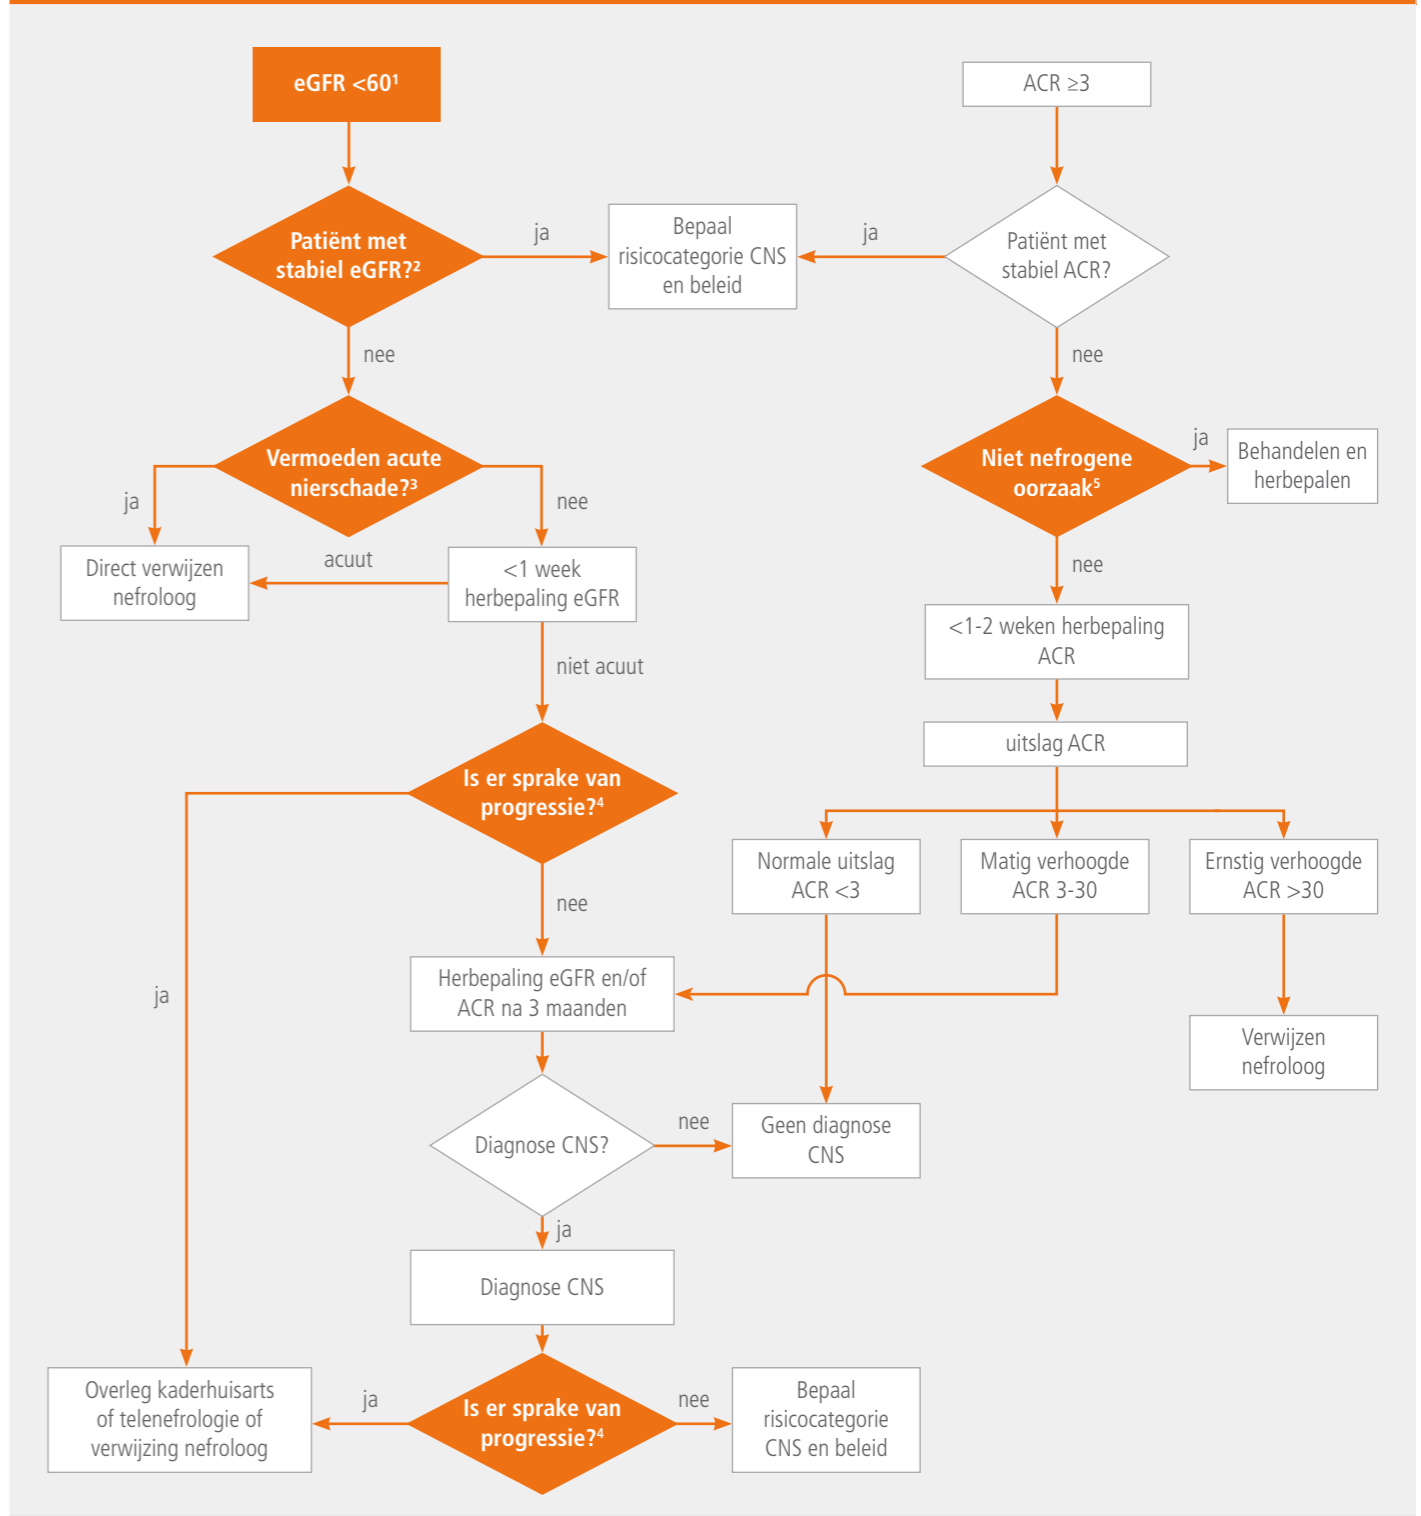 eGFR <60¹
ACR ≥3
Patiënt met
stabiel eGFR?²
ja
Bepaal
risicocategorie CNS
en beleid
ja
Patiënt met
stabiel ACR?
nee
nee
Vermoeden acute
nierschade?³
ja
nee
Niet nefrogene
oorzaak⁵
ja
Behandelen en
herbepalen
Direct verwijzen
nefroloog
acuut
<1 week
herbepaling eGFR
nee
<1-2 weken herbepaling
ACR
niet acuut
uitslag ACR
Is er sprake van
progressie?⁴
Normale uitslag
ACR <3
Matig verhoogde
ACR 3-30
Ernstig verhoogde
ACR >30
nee
ja
Herbepaling eGFR en/of
ACR na 3 maanden
Verwijzen
nefroloog
Diagnose CNS?
nee
Geen diagnose
CNS
ja
Diagnose CNS
Overleg kaderhuisarts
of telenefrologie of
verwijzing nefroloog
ja
Is er sprake van
progressie?⁴
nee
Bepaal
risicocategorie
CNS en beleid